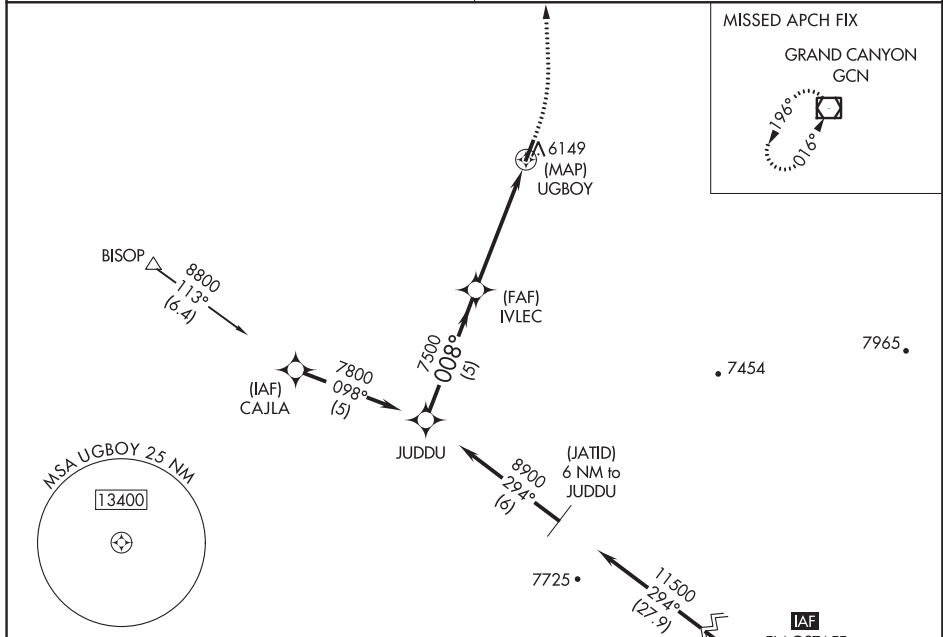 MISSED APCH FIX
GRAND CANYON
GCN
196°
016°
6149
(MAP)
UGBOY
BISOP
8800
113°
(6.4)
(FAF)
IVLEC
7500
008°
(5)
7965
7454
(IAF)
CAJLA
7800
098°
(5)
JUDDU
(JATID)
6 NM to
JUDDU
8900
294°
(6)
MSA UGBOY 25 NM
13400
7725
11500
294°
(27.9)
IAF